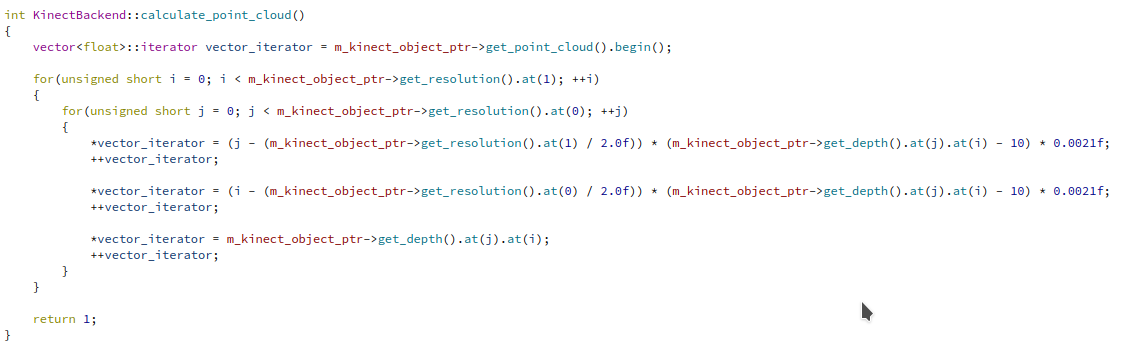 int KinectBackend::calculate_point_cloud()
{
    vector<float>::iterator vector_iterator = m_kinect_object_ptr->get_point_cloud().begin();

    for(unsigned short i = 0; i < m_kinect_object_ptr->get_resolution().at(1); ++i)
    {
        for(unsigned short j = 0; j < m_kinect_object_ptr->get_resolution().at(0); ++j)
        {
            *vector_iterator = (j - (m_kinect_object_ptr->get_resolution().at(1) / 2.0f)) * (m_kinect_object_ptr->get_depth().at(j).at(i) - 10) * 0.0021f;
            ++vector_iterator;

            *vector_iterator = (i - (m_kinect_object_ptr->get_resolution().at(0) / 2.0f)) * (m_kinect_object_ptr->get_depth().at(j).at(i) - 10) * 0.0021f;
            ++vector_iterator;

            *vector_iterator = m_kinect_object_ptr->get_depth().at(j).at(i);
            ++vector_iterator;
        }
    }

    return 1;
}